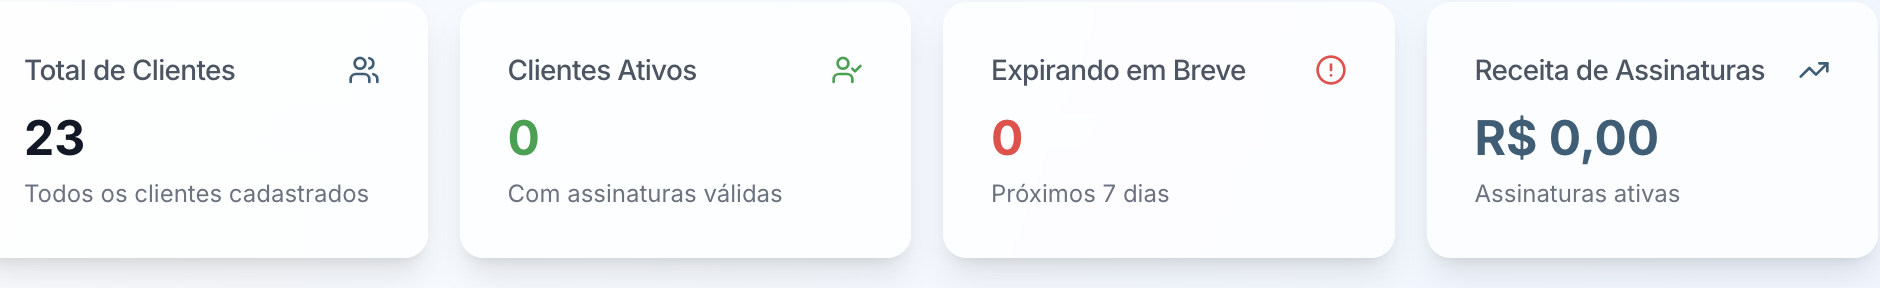 Total de Clientes
23
Todos os clientes cadastrados
Clientes Ativos
0
Com assinaturas válidas
Expirando em Breve
0
Próximos 7 dias
Receita de Assinaturas
R$ 0,00
Assinaturas ativas